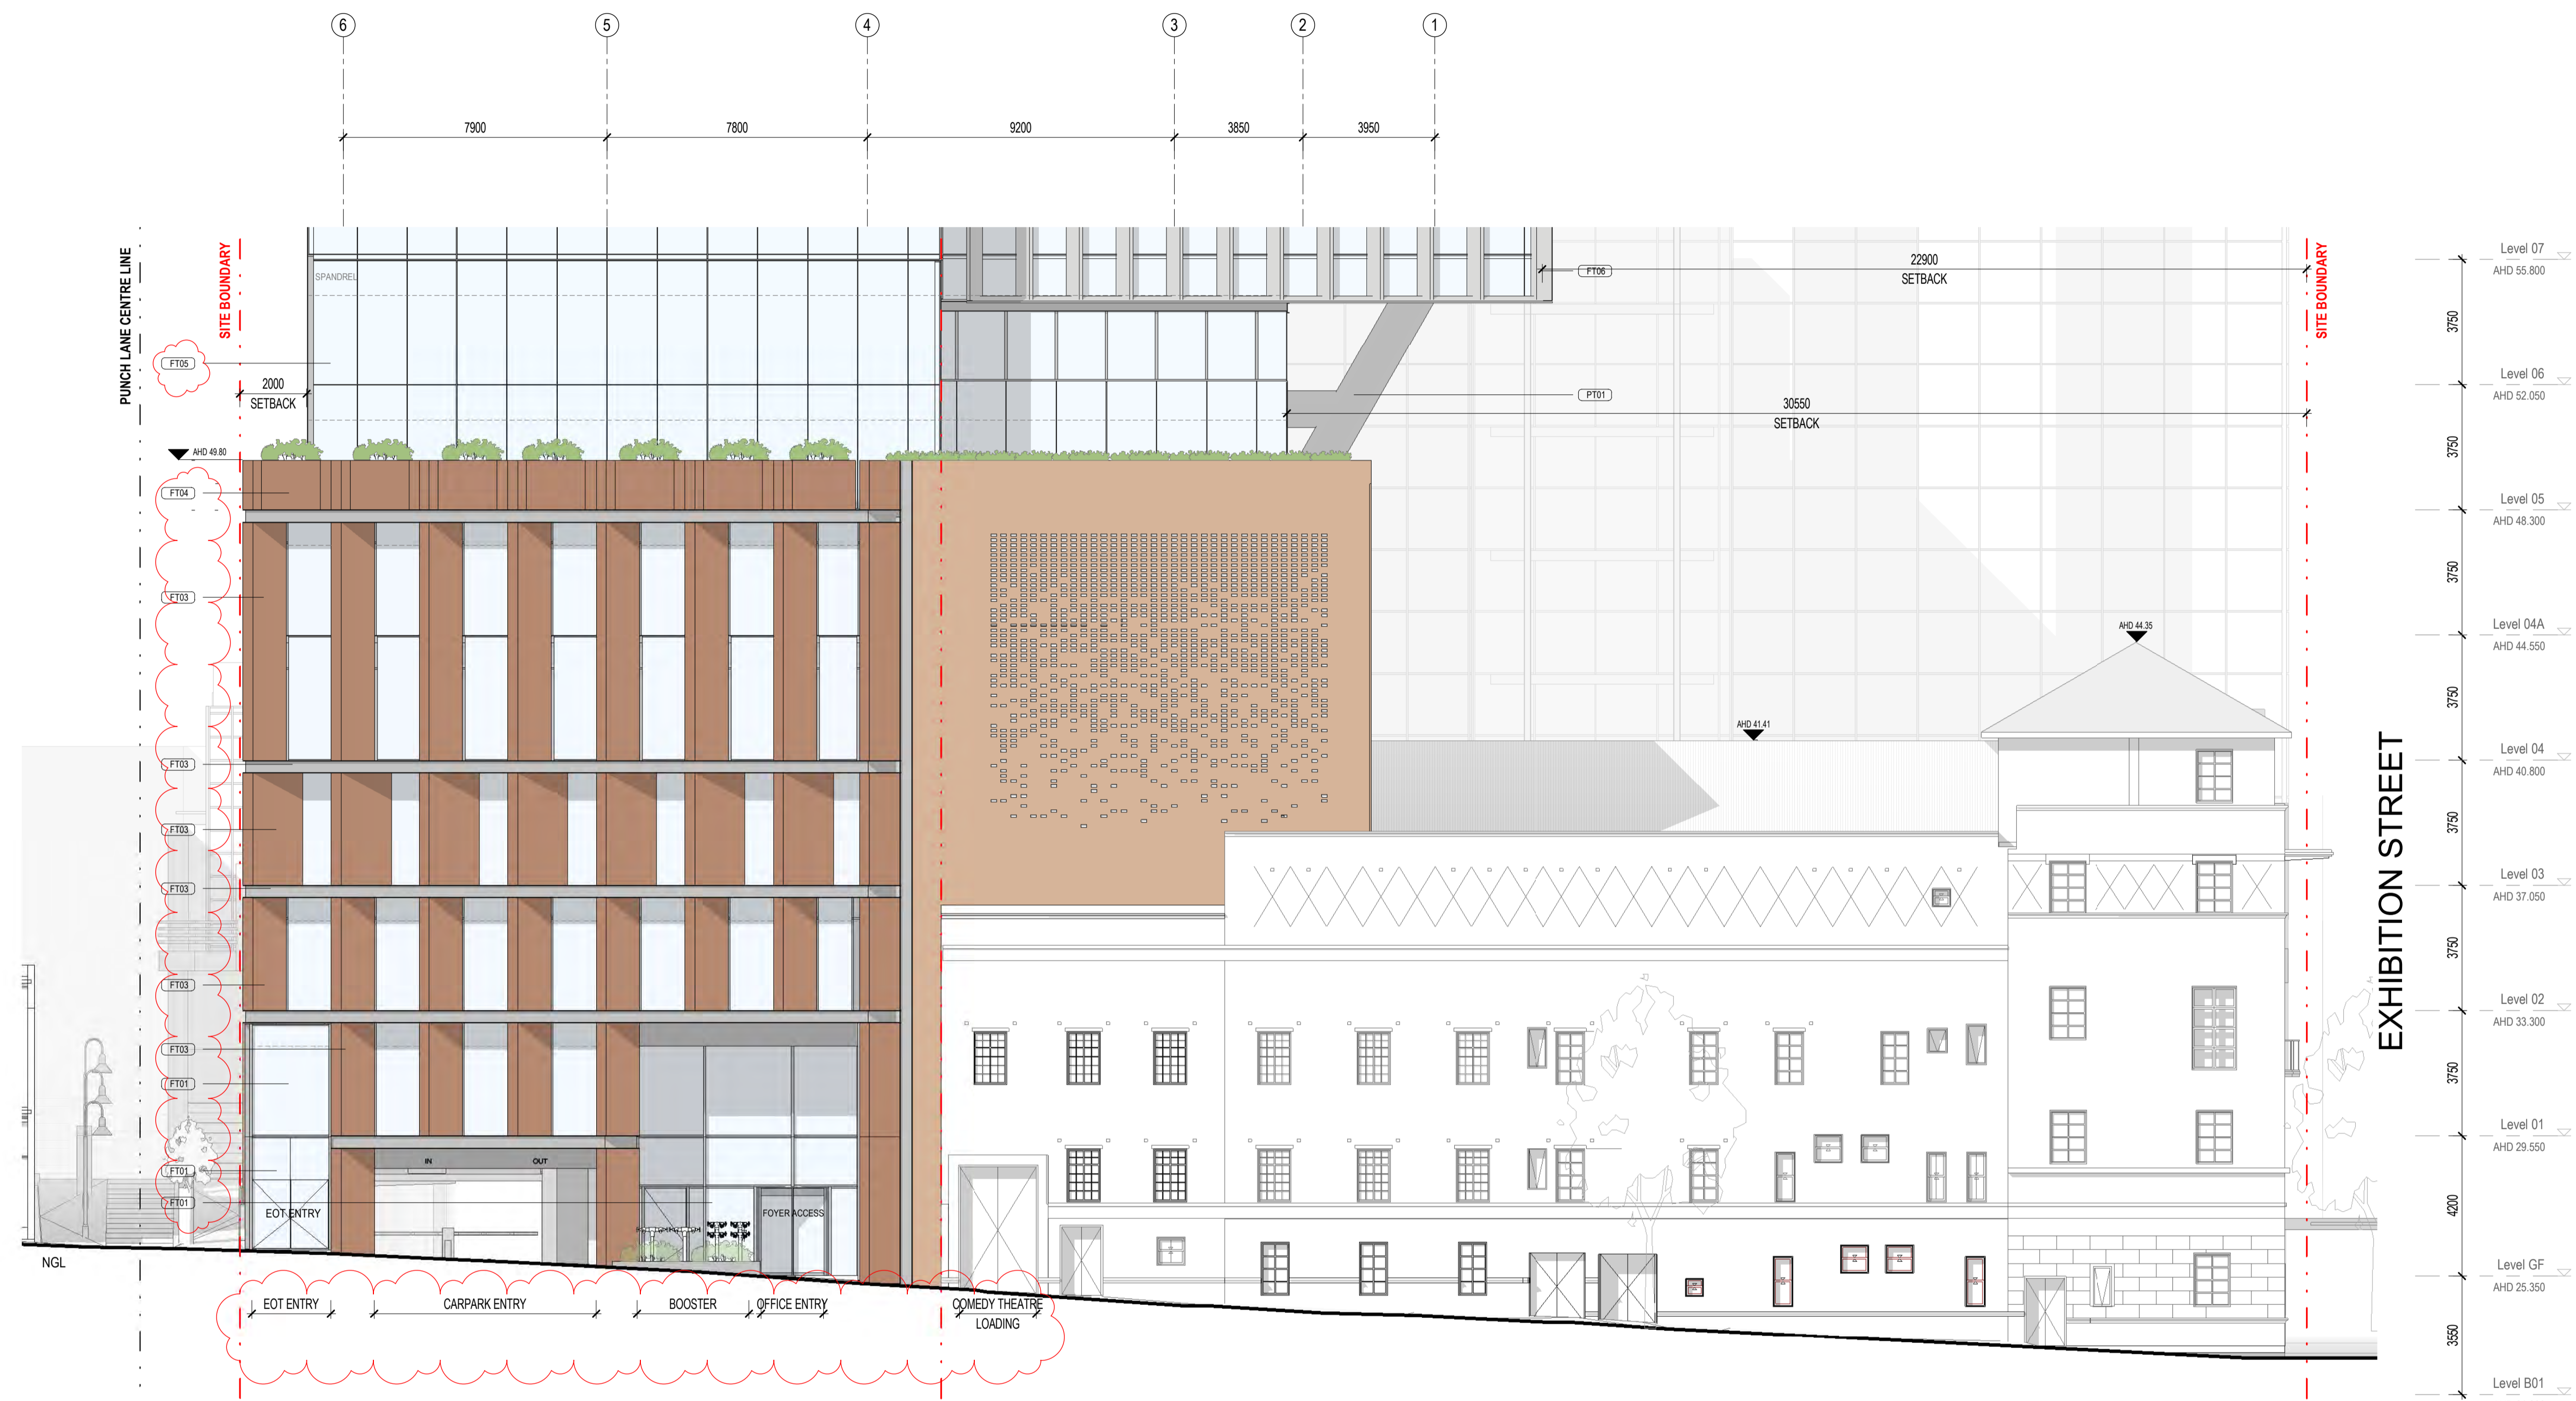 6
5
4
3
2
1
7900
7800
9200
3850
3950
PUNCH LANE CENTRE LINE
SITE BOUNDARY
SITE BOUNDARY
SPANDREL
FT06
22900
SETBACK
Level 07
AHD 55.800
3750
FT05
2000
SETBACK
PT01
30550
SETBACK
Level 06
AHD 52.050
3750
AHD 49.80
FT04
Level 05
AHD 48.300
3750
FT03
AHD 44.35
Level 04A
AHD 44.550
3750
AHD 41.41
FT03
Level 04
AHD 40.800
EXHIBITION STREET
3750
FT03
FT03
Level 03
AHD 37.050
3750
FT03
Level 02
AHD 33.300
FT03
3750
FT01
Level 01
AHD 29.550
IN
OUT
FT01
FT01
EOT ENTRY
FOYER ACCESS
4200
NGL
Level GF
AHD 25.350
EOT ENTRY
CARPARK ENTRY
BOOSTER
OFFICE ENTRY
COMEDY THEATRE
LOADING
3550
Level B01